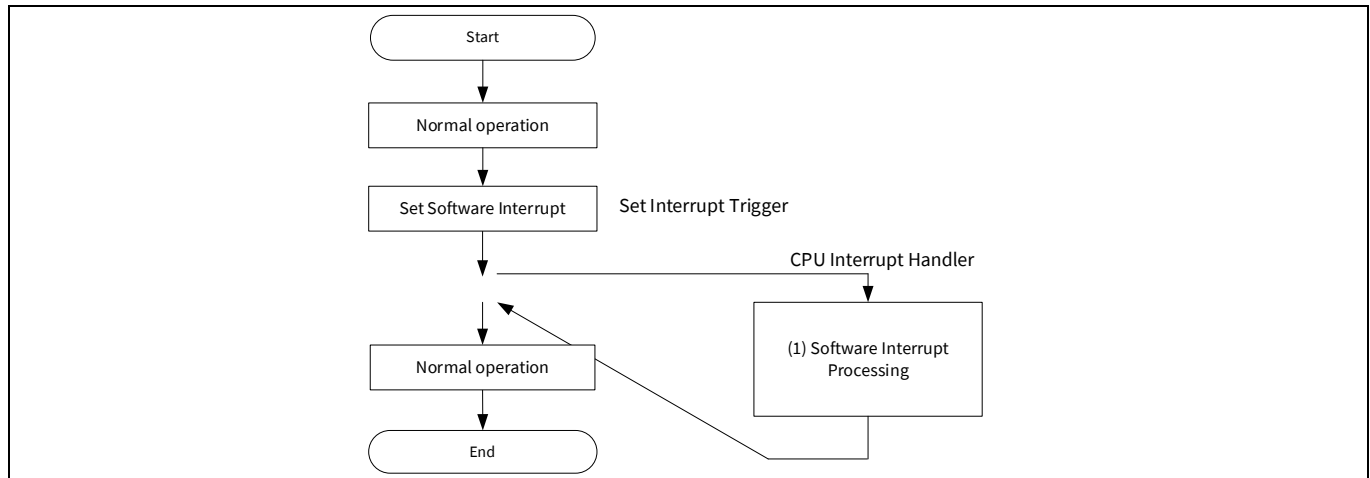 Start
Normal operation
Set Software Interrupt
Set Interrupt Trigger
CPU Interrupt Handler
(1) Software Interrupt
Processing
Normal operation
End